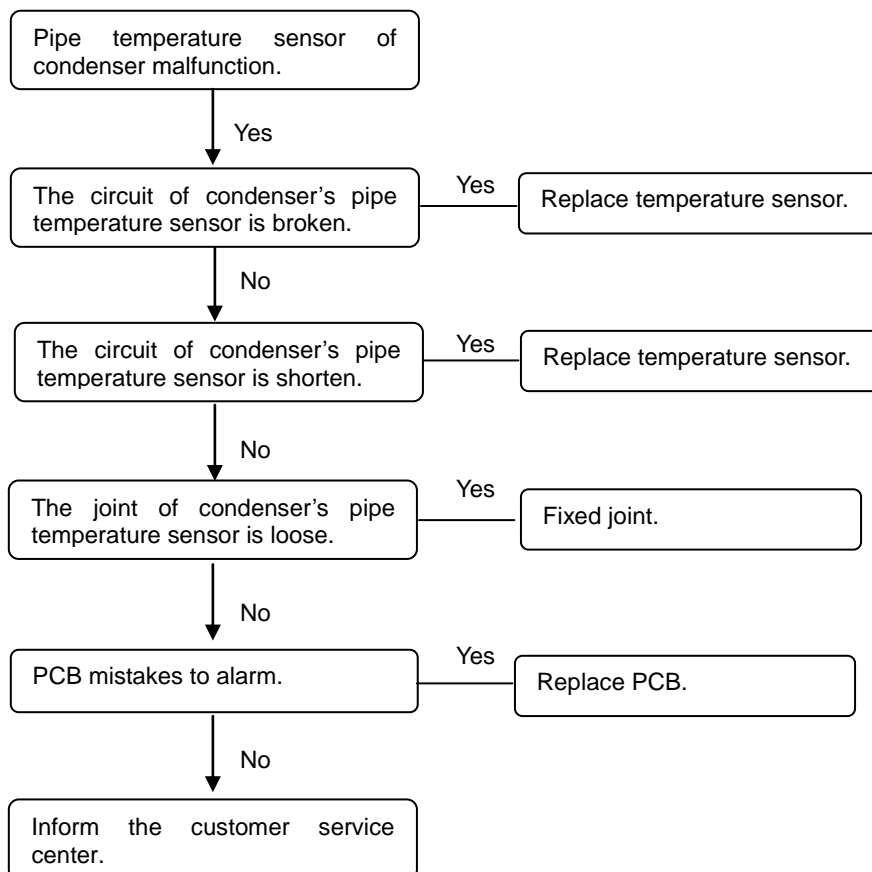 Pipe temperature sensor of
condenser malfunction.
Yes
The circuit of condenser's pipe
temperature sensor is broken.
Yes
Replace temperature sensor.
No
The circuit of condenser's pipe
temperature sensor is shorten.
Yes
Replace temperature sensor.
No
The joint of condenser's pipe
temperature sensor is loose.
Yes
Fixed joint.
No
PCB mistakes to alarm.
Yes
Replace PCB.
No
Inform the customer service
center.